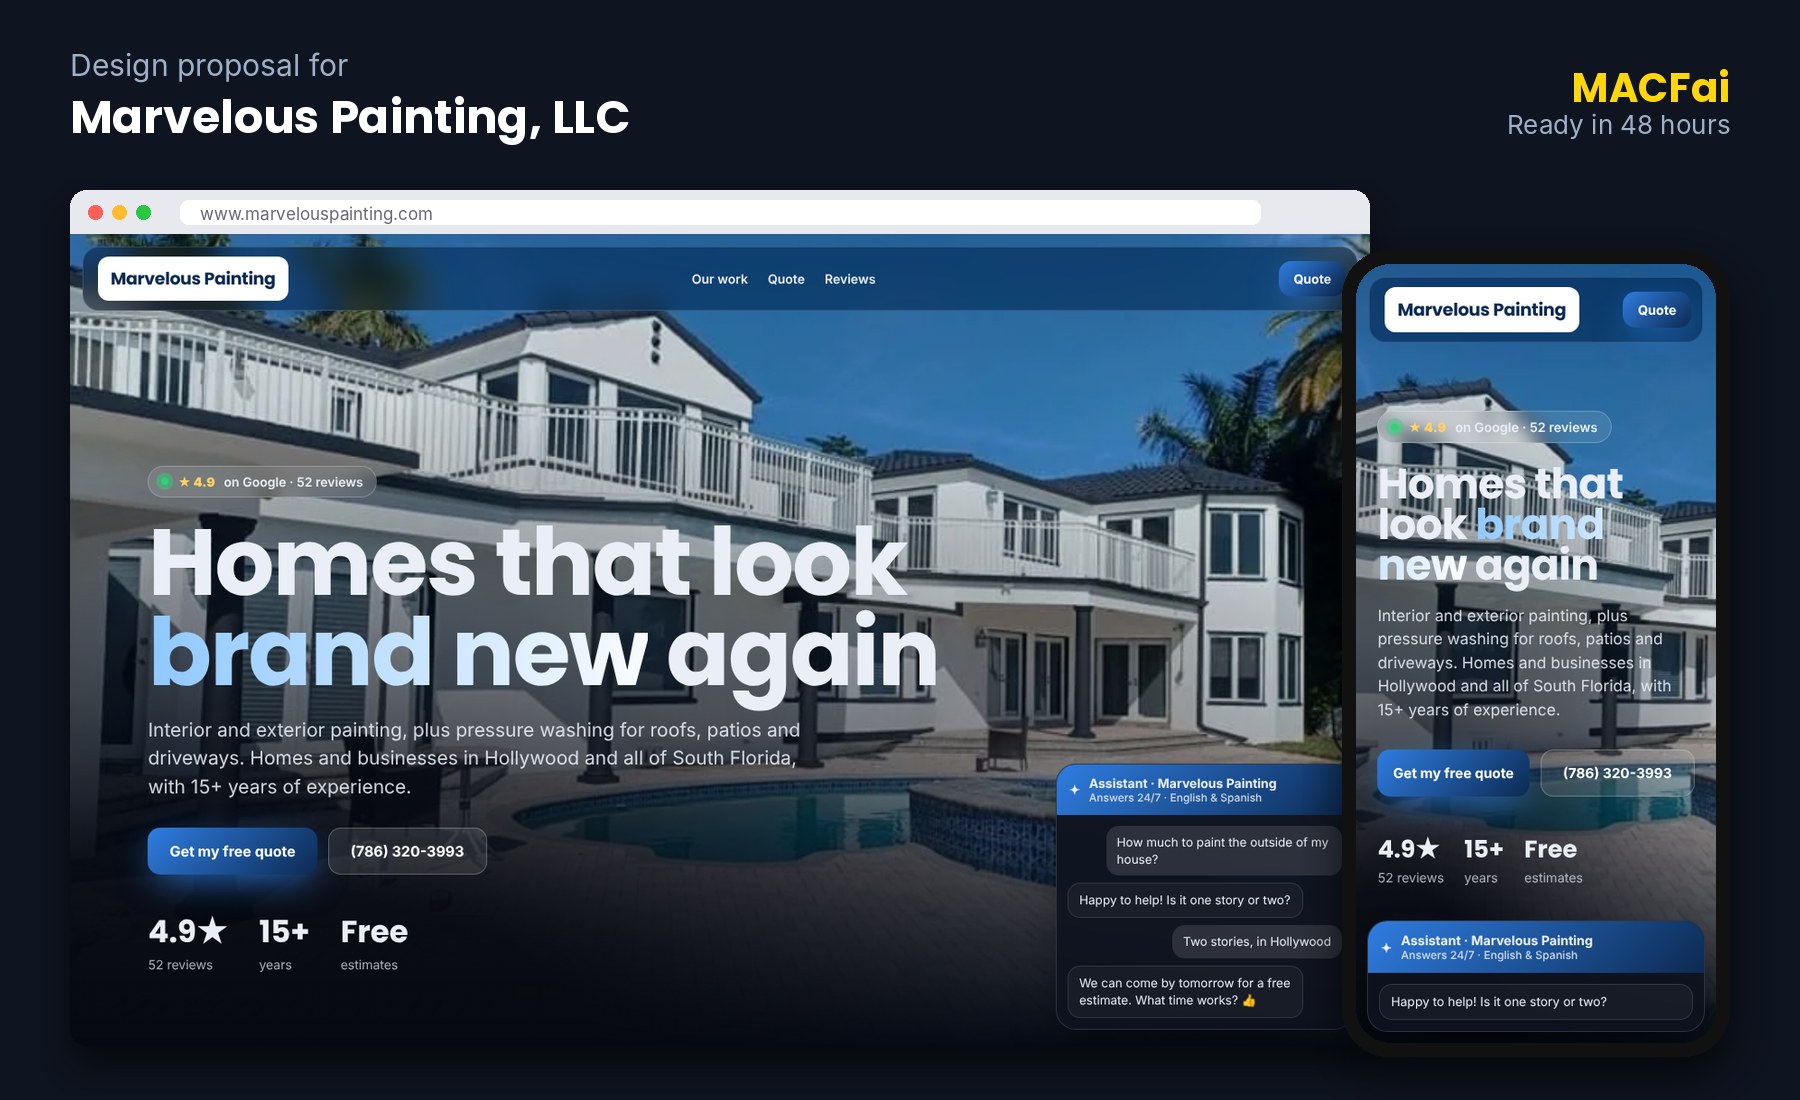 Design proposal for
Marvelous Painting, LLC
MACFai
Ready in 48 hours
www.marvelouspainting.com
Marvelous Painting
Our work
Quote
Reviews
Quote
★ 4.9 on Google · 52 reviews
Homes that look
brand new again
Interior and exterior painting, plus pressure washing for roofs, patios and
driveways. Homes and businesses in Hollywood and all of South Florida,
with 15+ years of experience.
Get my free quote
(786) 320-3993
4.9★
52 reviews
15+
years
Free
estimates
Assistant · Marvelous Painting
Answers 24/7 · English & Spanish
How much to paint the outside of my
house?
Happy to help! Is it one story or two?
Two stories, in Hollywood
We can come by tomorrow for a free
estimate. What time works? 👍
Marvelous Painting
Quote
★ 4.9 on Google · 52 reviews
Homes that
look brand
new again
Interior and exterior painting, plus
pressure washing for roofs, patios and
driveways. Homes and businesses in
Hollywood and all of South Florida, with
15+ years of experience.
Get my free quote
(786) 320-3993
4.9★
52 reviews
15+
years
Free
estimates
Assistant · Marvelous Painting
Answers 24/7 · English & Spanish
Happy to help! Is it one story or two?